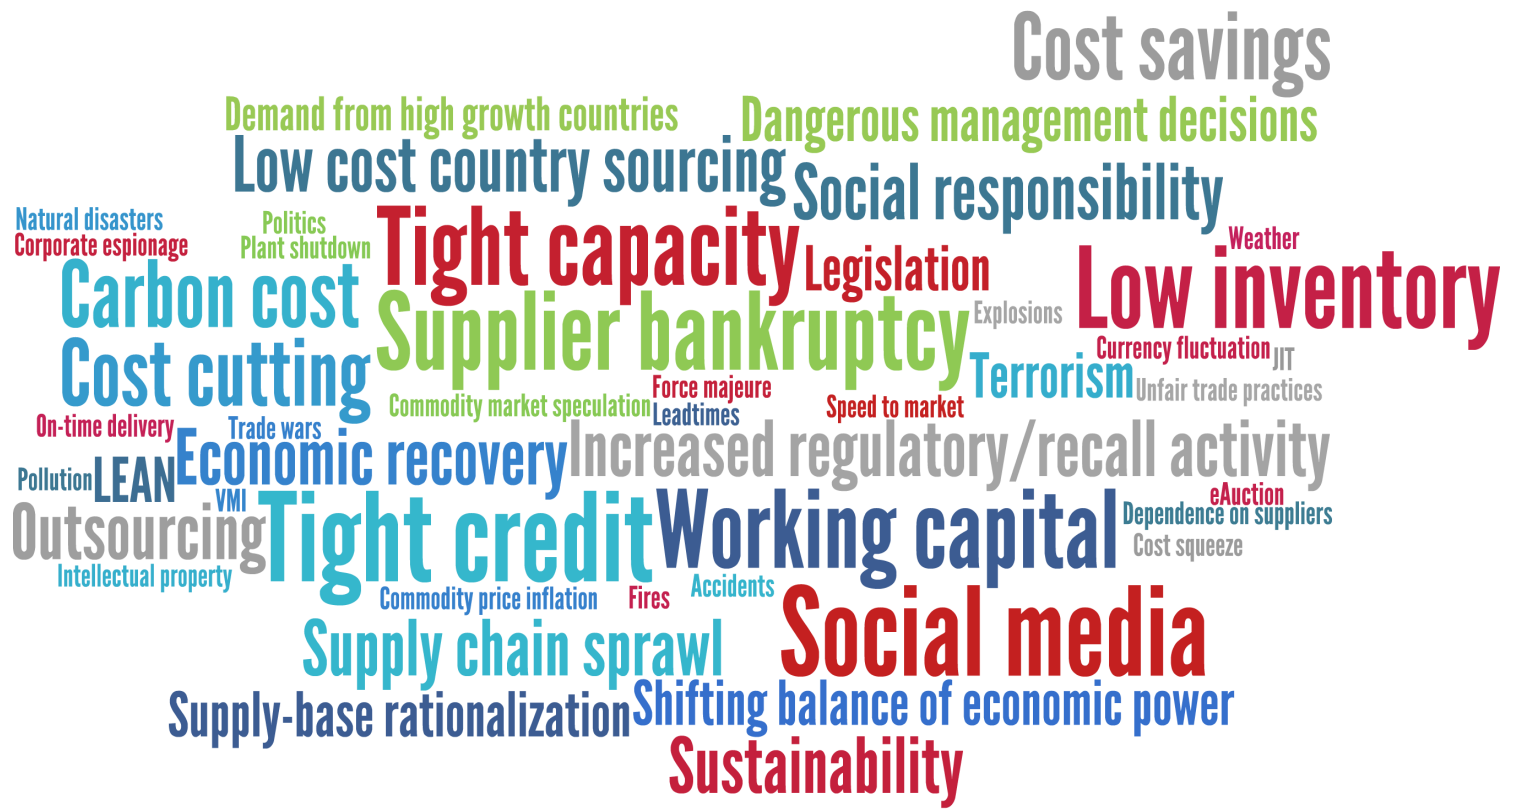 Cost savings
Demand from high growth countries
Dangerous management decisions
Low cost country sourcing
Social responsibility
Natural disasters
Politics
Corporate espionage
Plant shutdown
Tight capacity
Weather
Legislation
Carbon cost
Low inventory
Supplier bankruptcy
Explosions
Currency fluctuation
JIT
Cost cutting
Terrorism
Unfair trade practices
Force majeure
Commodity market speculation
Leadtimes
Speed to market
On-time delivery
Trade wars
Economic recovery
Increased regulatory/recall activity
Pollution
LEAN
VMI
eAuction
Outsourcing
Tight credit
Working capital
Dependence on suppliers
Cost squeeze
Intellectual property
Accidents
Commodity price inflation
Fires
Social media
Supply chain sprawl
Supply-base rationalization
Shifting balance of economic power
Sustainability